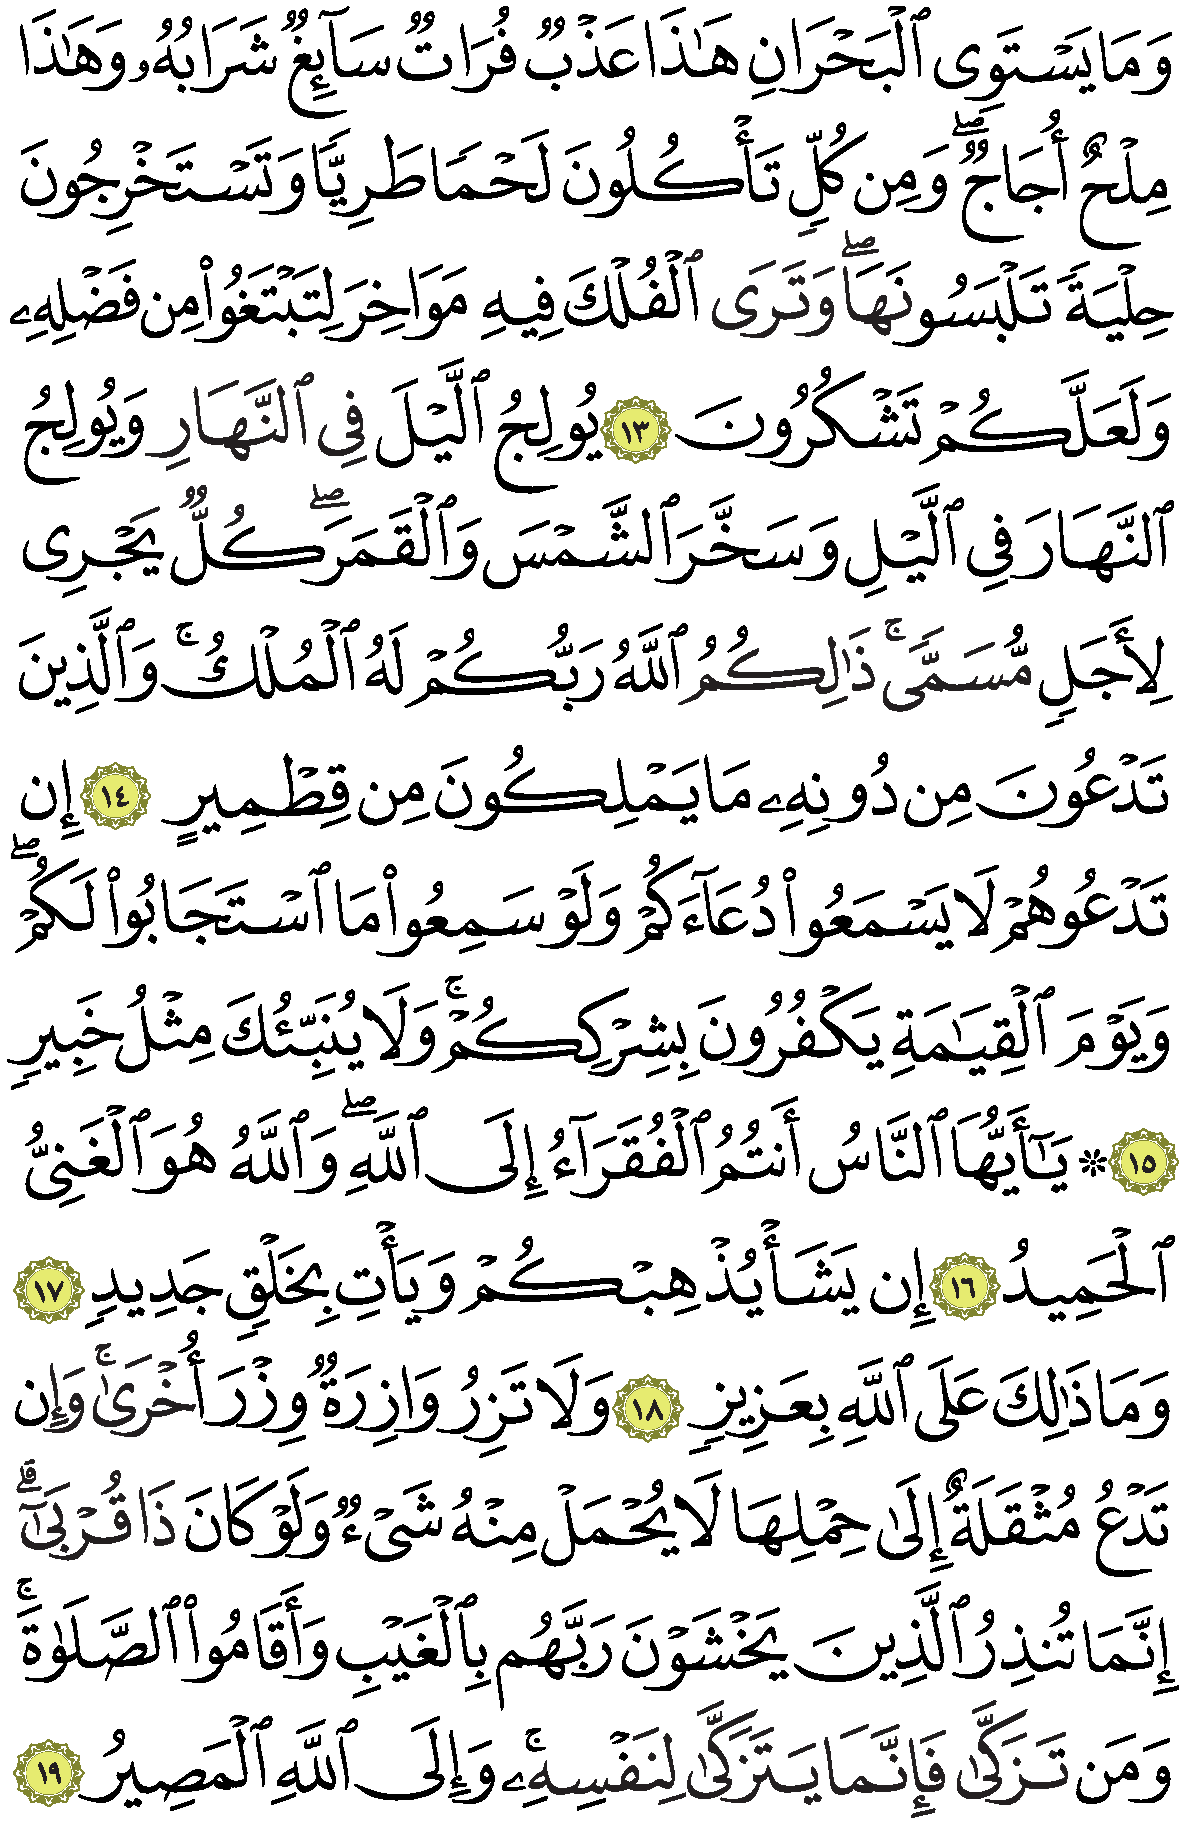 وَمَا يَسْتَوِى ٱلْبَحْرَانِ هَٰذَا عَذْبٌ فُرَاتٌ سَآئِغٌ شَرَابُهُۥ وَهَٰذَا
مِلْحٌ أُجَاجٌ ۖ وَمِن كُلٍّ تَأْكُلُونَ لَحْمًا طَرِيًّا وَتَسْتَخْرِجُونَ
حِلْيَةً تَلْبَسُونَهَا ۖ وَتَرَى ٱلْفُلْكَ فِيهِ مَوَاخِرَ لِتَبْتَغُوا۟ مِن فَضْلِهِۦ
وَلَعَلَّكُمْ تَشْكُرُونَ ١٣ يُولِجُ ٱلَّيْلَ فِى ٱلنَّهَارِ وَيُولِجُ
ٱلنَّهَارَ فِى ٱلَّيْلِ وَسَخَّرَ ٱلشَّمْسَ وَٱلْقَمَرَ ۖ كُلٌّ يَجْرِى
لِأَجَلٍ مُّسَمًّى ۚ ذَٰلِكُمُ ٱللَّهُ رَبُّكُمْ لَهُ ٱلْمُلْكُ ۚ وَٱلَّذِينَ
تَدْعُونَ مِن دُونِهِۦ مَا يَمْلِكُونَ مِن قِطْمِيرٍ ١٤ إِن
تَدْعُوهُمْ لَا يَسْمَعُوا۟ دُعَآءَكُمْ وَلَوْ سَمِعُوا۟ مَا ٱسْتَجَابُوا۟ لَكُمْ ۖ
وَيَوْمَ ٱلْقِيَٰمَةِ يَكْفُرُونَ بِشِرْكِكُمْ ۚ وَلَا يُنَبِّئُكَ مِثْلُ خَبِيرٍ
١٥ ۞ يَٰٓأَيُّهَا ٱلنَّاسُ أَنتُمُ ٱلْفُقَرَآءُ إِلَى ٱللَّهِ ۖ وَٱللَّهُ هُوَ ٱلْغَنِىُّ
ٱلْحَمِيدُ ١٦ إِن يَشَأْ يُذْهِبْكُمْ وَيَأْتِ بِخَلْقٍ جَدِيدٍ ١٧
وَمَا ذَٰلِكَ عَلَى ٱللَّهِ بِعَزِيزٍ ١٨ وَلَا تَزِرُ وَازِرَةٌ وِزْرَ أُخْرَىٰ ۚ وَإِن
تَدْعُ مُثْقَلَةٌ إِلَىٰ حِمْلِهَا لَا يُحْمَلْ مِنْهُ شَىْءٌ وَلَوْ كَانَ ذَا قُرْبَىٰٓ ۗ
إِنَّمَا تُنذِرُ ٱلَّذِينَ يَخْشَوْنَ رَبَّهُم بِٱلْغَيْبِ وَأَقَامُوا۟ ٱلصَّلَوٰةَ ۚ
وَمَن تَزَكَّىٰ فَإِنَّمَا يَتَزَكَّىٰ لِنَفْسِهِۦ ۚ وَإِلَى ٱللَّهِ ٱلْمَصِيرُ ١٩